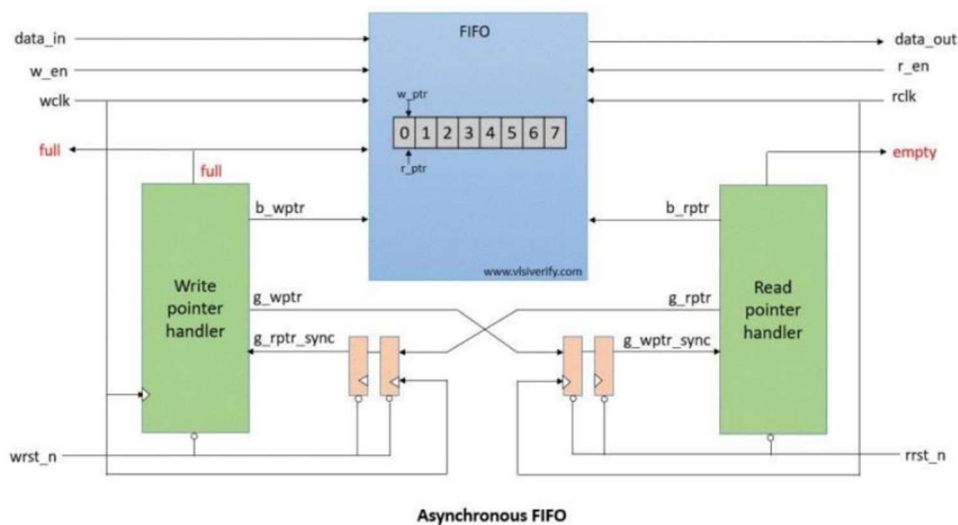 FIFO
data_in
data_out
w_en
r_en
wclk
rclk
w_ptr
0 1 2 3 4 5 6 7
r_ptr
full
full
empty
b_wptr
b_rptr
www.vlsiverify.com
Write
pointer
handler
Read
pointer
handler
g_wptr
g_rptr
g_rptr_sync
g_wptr_sync
wrst_n
rrst_n
Asynchronous FIFO